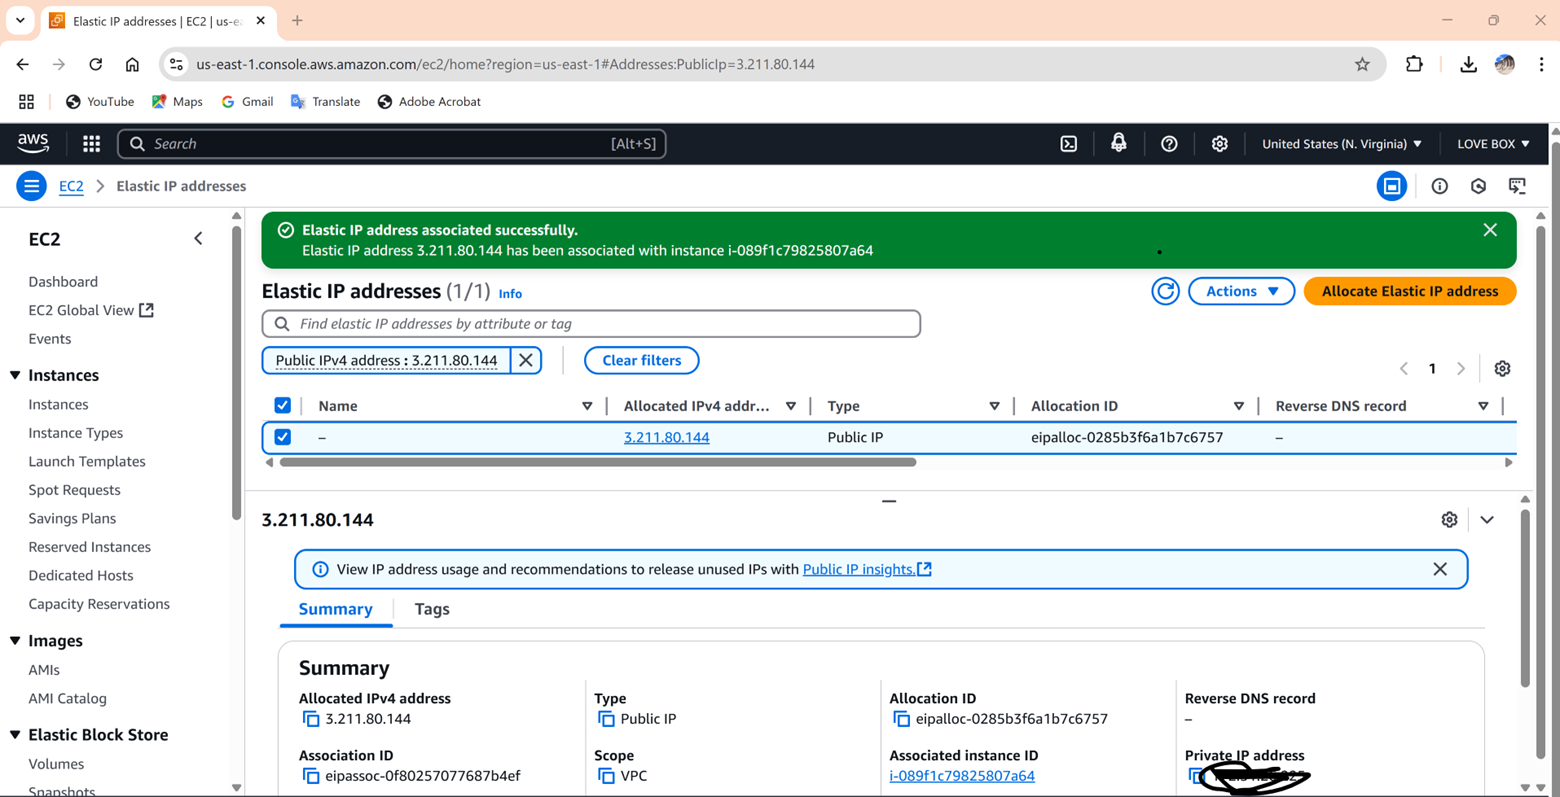 Elastic IP addresses | EC2 | us-ea
us-east-1.console.aws.amazon.com/ec2/home?region=us-east-1#Addresses:PublicIp=3.211.80.144
YouTube Maps Gmail Translate Adobe Acrobat
aws Search [Alt+S] United States (N. Virginia) LOVE BOX
EC2 > Elastic IP addresses
EC2
Dashboard
EC2 Global View
Events
Instances
Instances
Instance Types
Launch Templates
Spot Requests
Savings Plans
Reserved Instances
Dedicated Hosts
Capacity Reservations
Images
AMIs
AMI Catalog
Elastic Block Store
Volumes
Snapshots
Elastic IP address associated successfully.
Elastic IP address 3.211.80.144 has been associated with instance i-089f1c79825807a64
Elastic IP addresses (1/1) Info
Actions Allocate Elastic IP address
Find elastic IP addresses by attribute or tag
Public IPv4 address : 3.211.80.144 Clear filters
1
Name Allocated IPv4 addr... Type Allocation ID Reverse DNS record
– 3.211.80.144 Public IP eipalloc-0285b3f6a1b7c6757 –
3.211.80.144
View IP address usage and recommendations to release unused IPs with Public IP insights.
Summary Tags
Summary
Allocated IPv4 address Type Allocation ID Reverse DNS record
3.211.80.144 Public IP eipalloc-0285b3f6a1b7c6757 –
Association ID Scope Associated instance ID Private IP address
eipassoc-0f80257077687b4ef VPC i-089f1c79825807a64